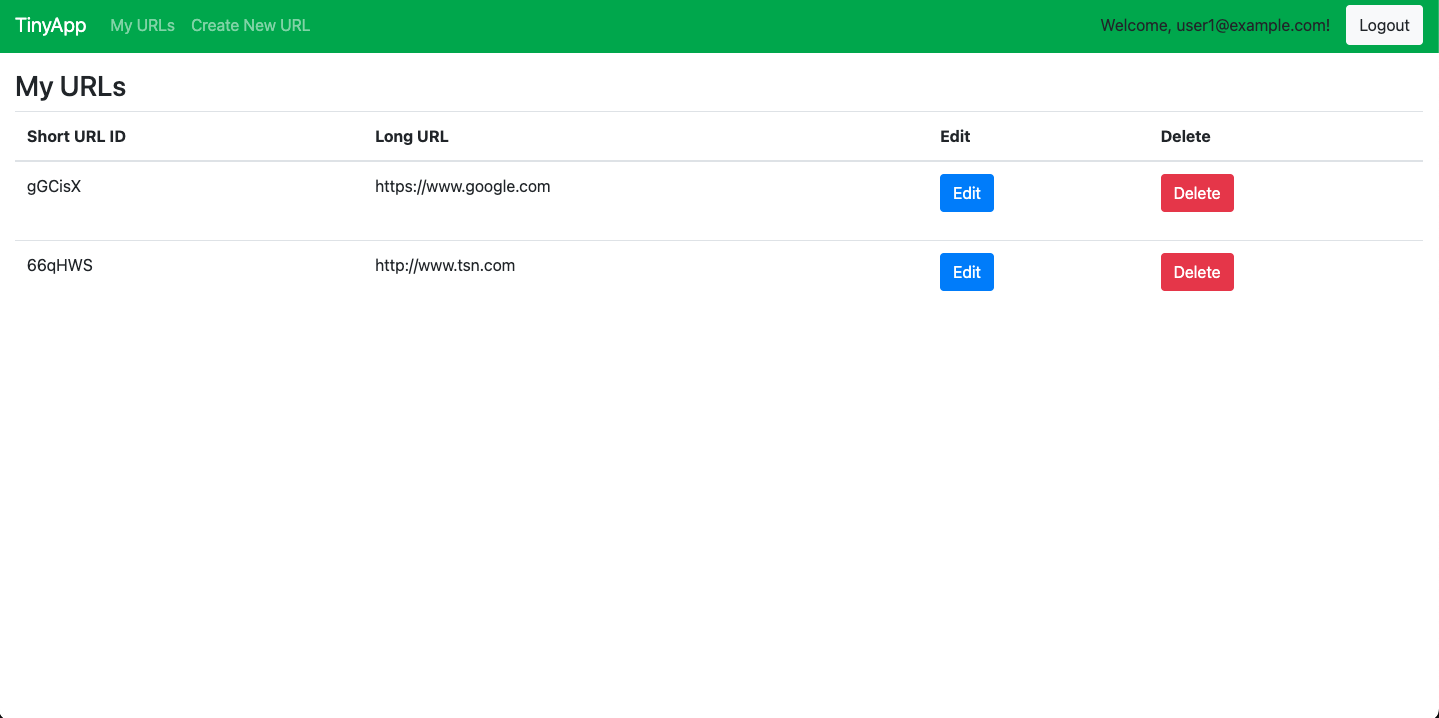 TinyApp My URLs Create New URL Welcome, user1@example.com! Logout
My URLs
Short URL ID Long URL Edit Delete
gGCisX https://www.google.com Edit Delete
66qHWS http://www.tsn.com Edit Delete